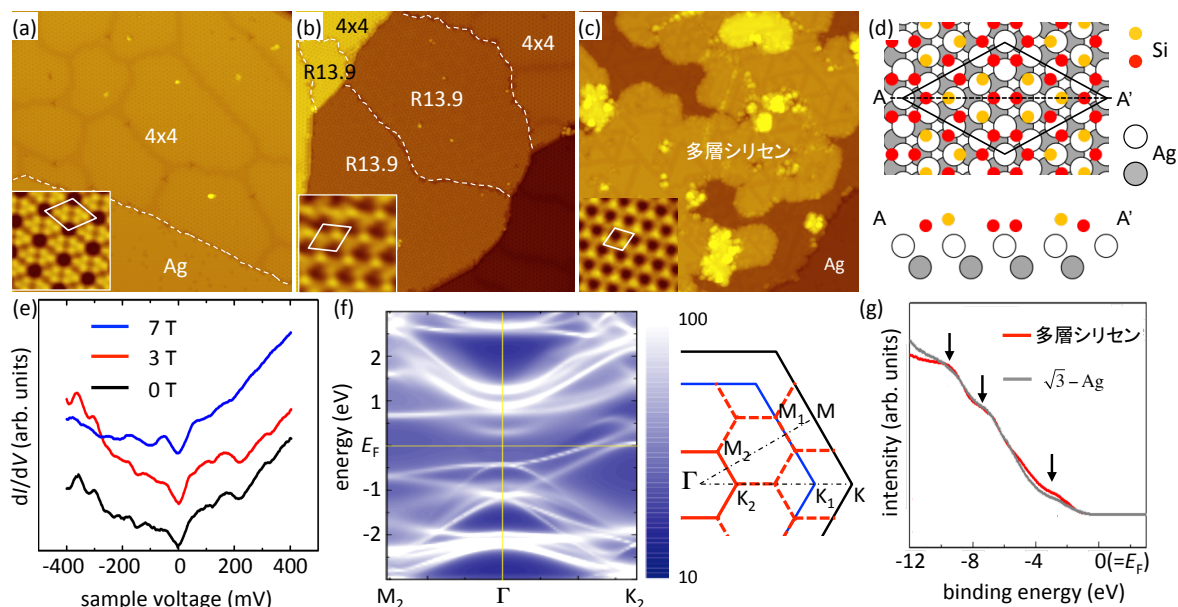 (a)
4x4
Ag
(b)
4x4
4x4
R13.9
R13.9
R13.9
(c)
多層シリセン
Ag
(d)
Si
A
A'
Ag
A
A'
(e)
7 T
3 T
0 T
dI/dV (arb. units)
-400 -200 0 200 400
sample voltage (mV)
(f)
energy (eV)
2
1
E_F
-1
-2
M₂ Γ K₂
100
10
M₁ M
M₂
Γ
K₂ K₁ K
(g)
多層シリセン
√3−Ag
intensity (arb. units)
-12 -8 -4 0(=E_F)
binding energy (eV)